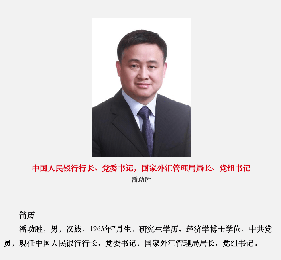 中国人民银行行长、党委书记，国家外汇管理局局长、党组书记
潘功胜
简历
潘功胜，男，汉族，1963年7月生，研究生学历，经济学博士学位，中共党
员。现任中国人民银行行长、党委书记，国家外汇管理局局长、党组书记。